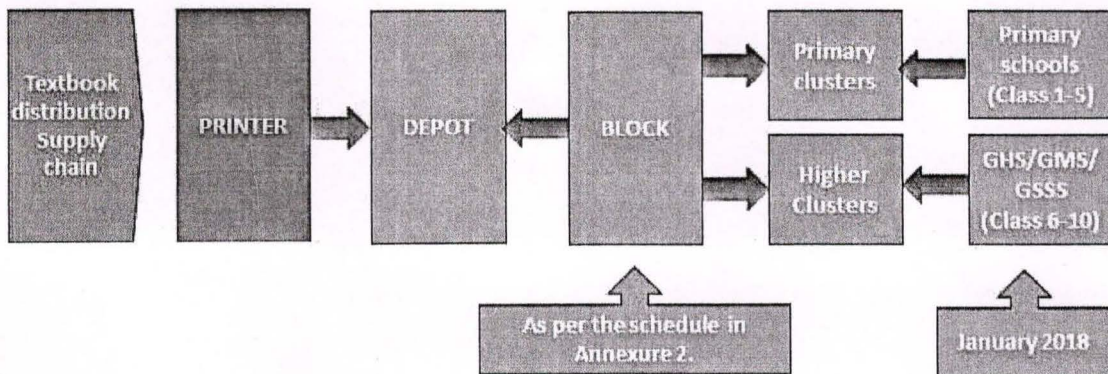 Textbook
distribution
Supply
chain
PRINTER
DEPOT
BLOCK
Primary
clusters
Primary
schools
(Class 1-5)
Higher
Clusters
GHS/GMS/
GSSS
(Class 6-10)
As per the schedule in
Annexure 2.
January 2018